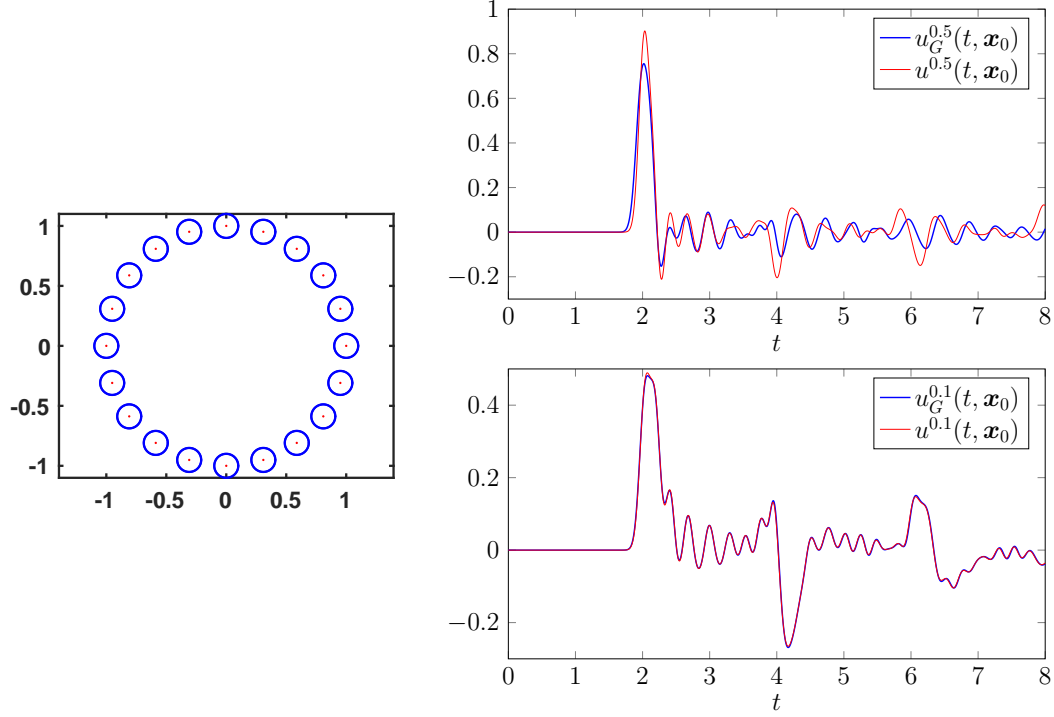 1
0.5
0
-0.5
-1
-1 -0.5 0 0.5 1
1
0.8
0.6
0.4
0.2
0
−0.2
0 1 2 3 4 5 6 7 8
t
u_G^{0.5}(t, x_0)
u^{0.5}(t, x_0)
0.4
0.2
0
−0.2
0 1 2 3 4 5 6 7 8
t
u_G^{0.1}(t, x_0)
u^{0.1}(t, x_0)